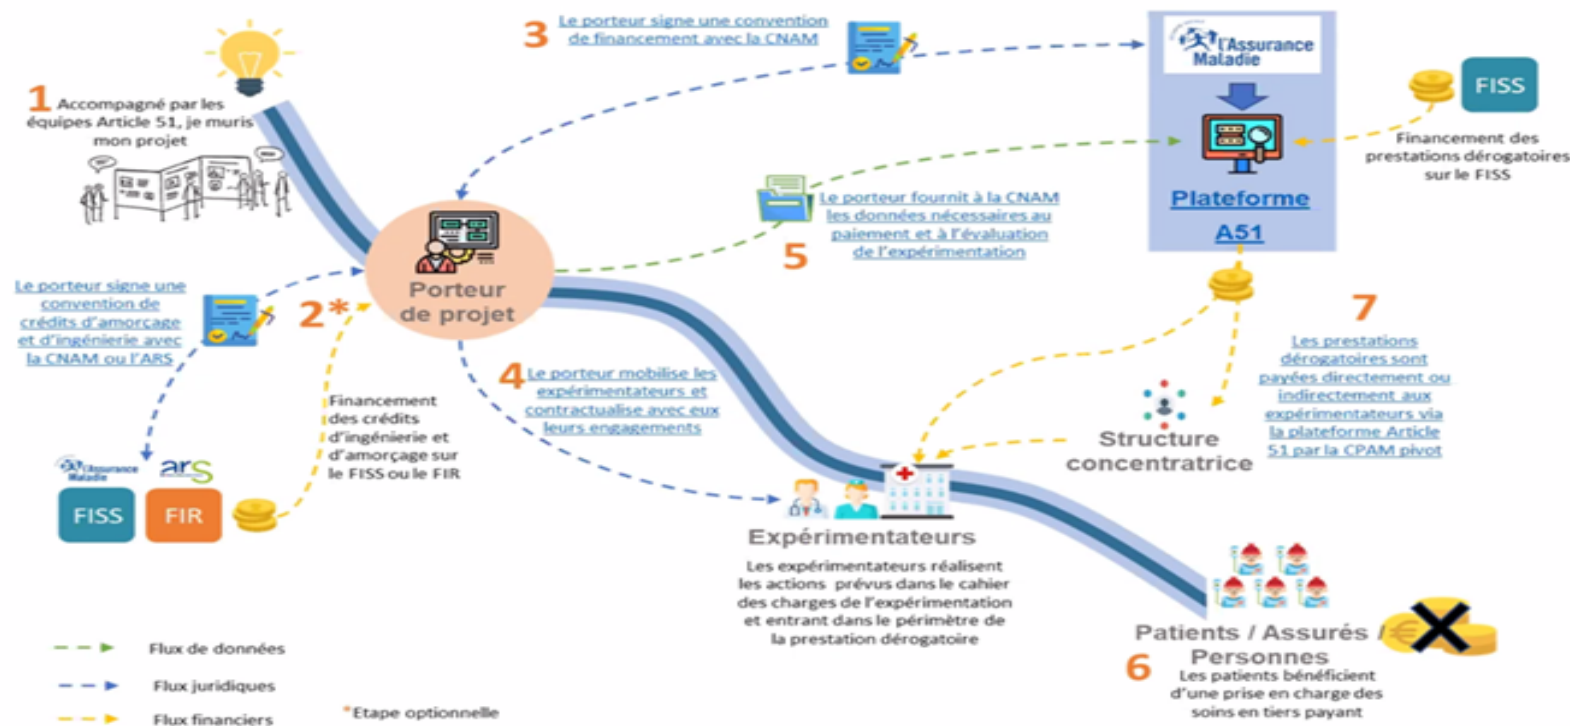 1
Accompagné par les
équipes Article 51, je muris
mon projet
3
Le porteur signe une convention
de financement avec la CNAM
l'Assurance
Maladie
Plateforme
A51
FISS
Financement des
prestations dérogatoires
sur le FISS
Porteur
de projet
5
Le porteur fournit à la CNAM
les données nécessaires au
paiement et à l'évaluation
de l'expérimentation
Le porteur signe une
convention de
crédits d'amorçage
et d'ingénierie avec
la CNAM ou l'ARS
2*
Financement
des crédits
d'ingénierie et
d'amorçage sur
le FISS ou le FIR
l'Assurance
Maladie
ars
FISS
FIR
4
Le porteur mobilise les
expérimentateurs et
contractualise avec eux
leurs engagements
7
Les prestations
dérogatoires sont
payées directement ou
indirectement aux
expérimentateurs via
la plateforme Article
51 par la CPAM pivot
Structure
concentratrice
Expérimentateurs
Les expérimentateurs réalisent
les actions prévus dans le cahier
des charges de l'expérimentation
et entrant dans le périmètre de
la prestation dérogatoire
Patients / Assurés /
Personnes
6
Les patients bénéficient
d'une prise en charge des
soins en tiers payant
Flux de données
Flux juridiques
Flux financiers
*Etape optionnelle